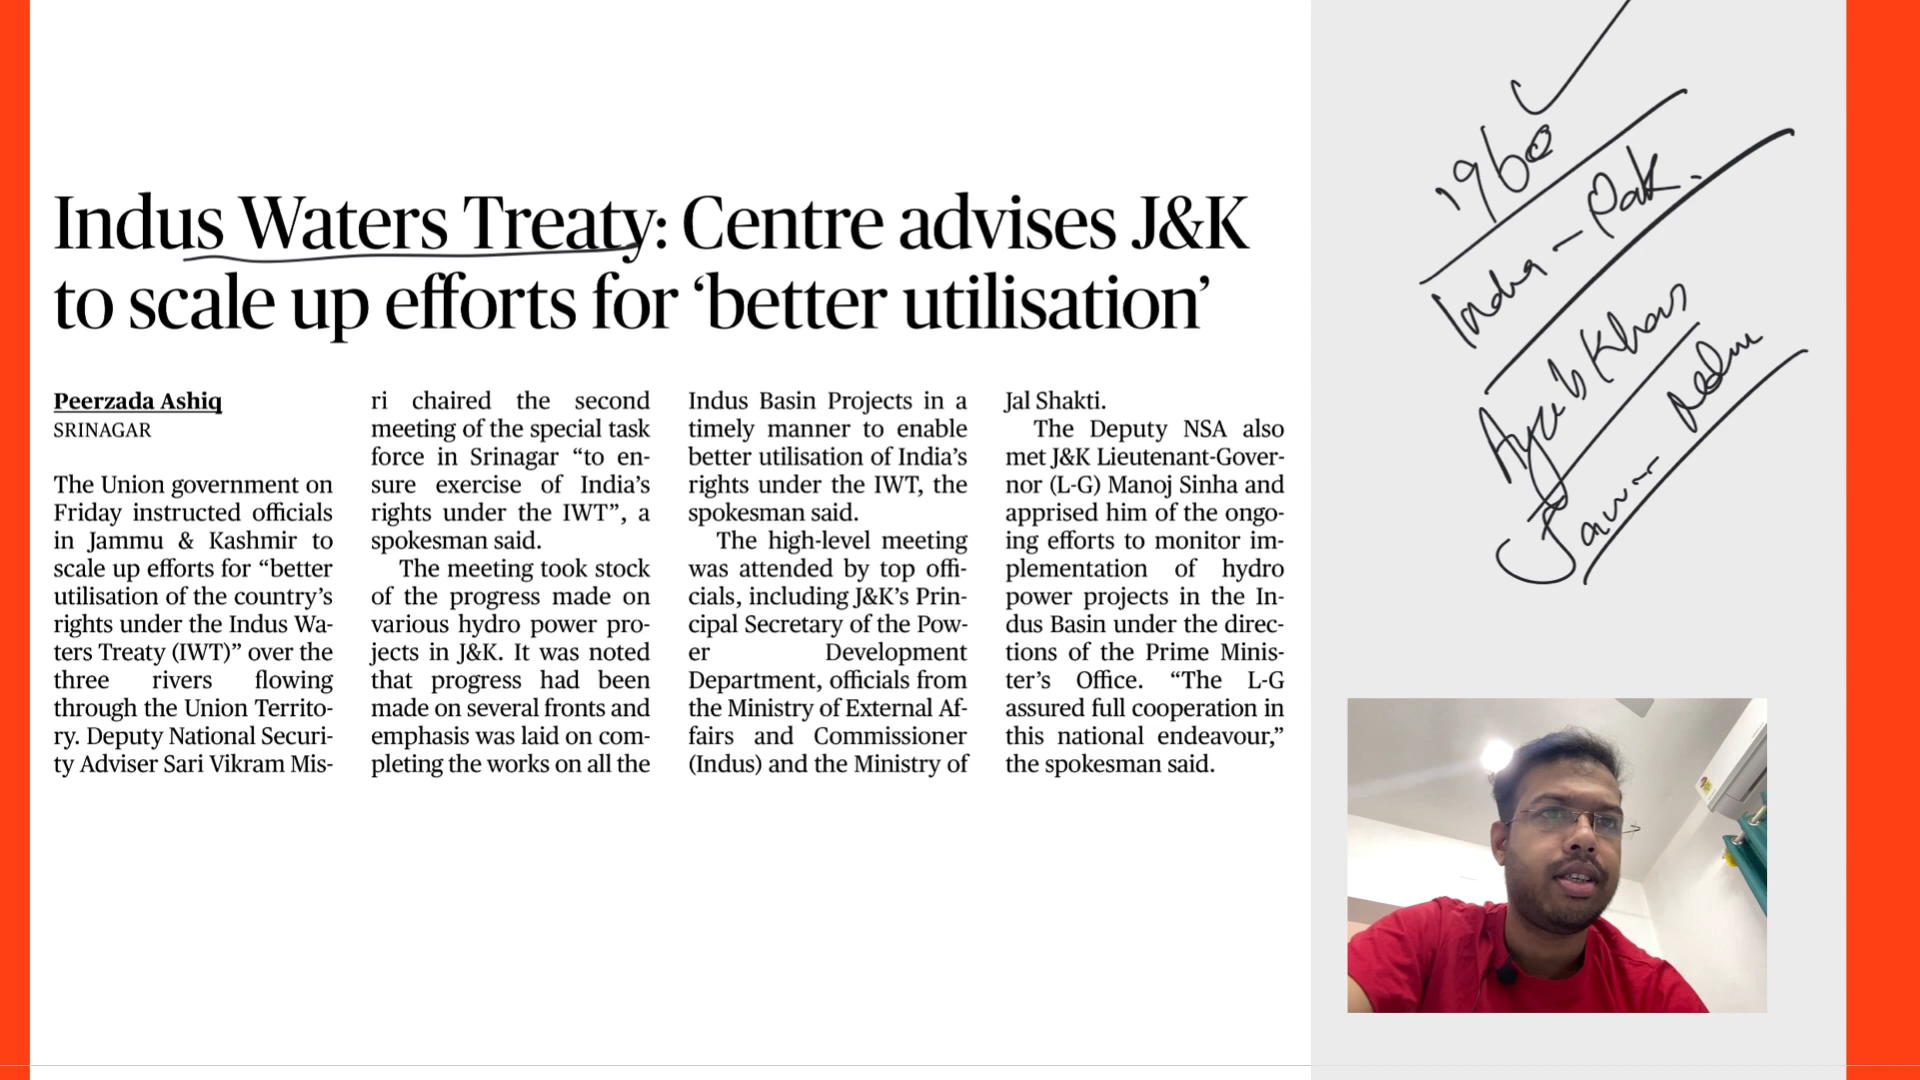 Indus Waters Treaty: Centre advises J&K
to scale up efforts for ‘better utilisation’
Peerzada Ashiq
SRINAGAR
The Union government on
Friday instructed officials
in Jammu & Kashmir to
scale up efforts for “better
utilisation of the country’s
rights under the Indus Wa-
ters Treaty (IWT)” over the
three rivers flowing
through the Union Territo-
ry. Deputy National Securi-
ty Adviser Sari Vikram Mis-
ri chaired the second
meeting of the special task
force in Srinagar “to en-
sure exercise of India’s
rights under the IWT”, a
spokesman said.
The meeting took stock
of the progress made on
various hydro power pro-
jects in J&K. It was noted
that progress had been
made on several fronts and
emphasis was laid on com-
pleting the works on all the
Indus Basin Projects in a
timely manner to enable
better utilisation of India’s
rights under the IWT, the
spokesman said.
The high-level meeting
was attended by top offi-
cials, including J&K’s Prin-
cipal Secretary of the Pow-
er Development
Department, officials from
the Ministry of External Af-
fairs and Commissioner
(Indus) and the Ministry of
Jal Shakti.
The Deputy NSA also
met J&K Lieutenant-Gover-
nor (L-G) Manoj Sinha and
apprised him of the ongo-
ing efforts to monitor im-
plementation of hydro
power projects in the In-
dus Basin under the direc-
tions of the Prime Minis-
ter’s Office. “The L-G
assured full cooperation in
this national endeavour,”
the spokesman said.
1960
India - Pak.
Ayub Khan